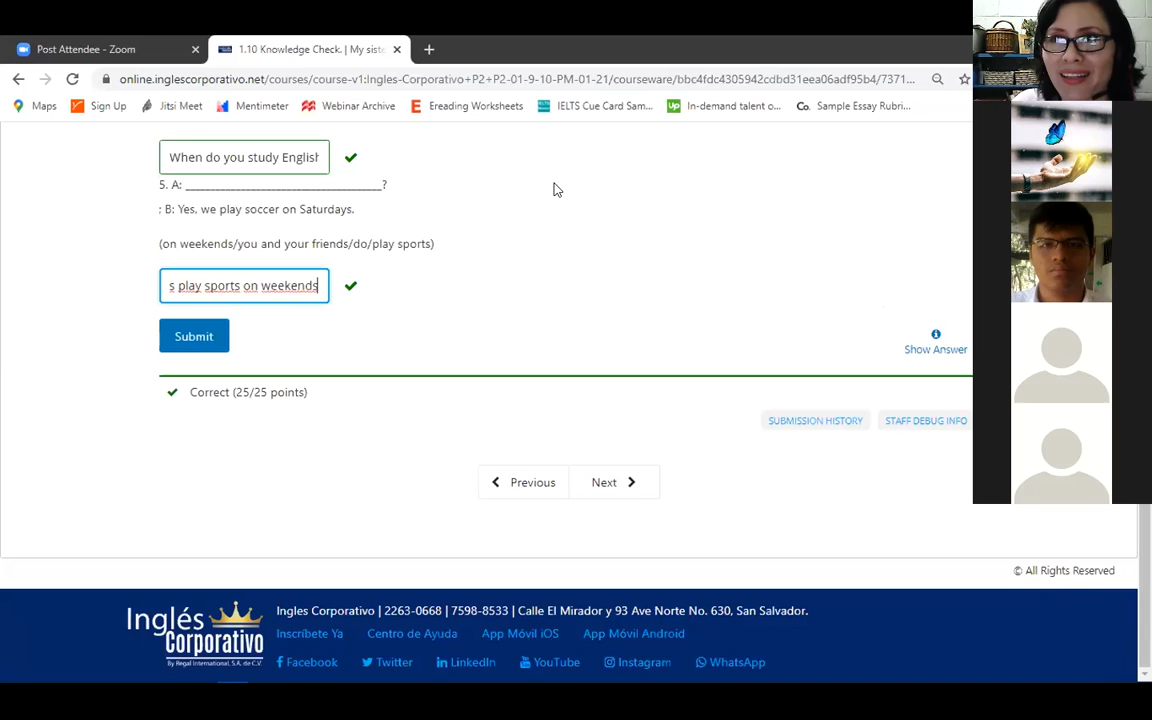 Post Attendee - Zoom
1.10 Knowledge Check. | My siste
online.inglescorporativo.net/courses/course-v1:Ingles-Corporativo+P2+P2-01-9-10-PM-01-21/courseware/bbc4fdc4305942cdbd31eea06adf95b4/7371...
Maps Sign Up Jitsi Meet Mentimeter Webinar Archive Ereading Worksheets IELTS Cue Card Sam... In-demand talent o... Sample Essay Rubri...
When do you study English
5. A: ___________________________________?
; B: Yes, we play soccer on Saturdays.
(on weekends/you and your friends/do/play sports)
s play sports on weekends
Submit
Show Answer
Correct (25/25 points)
SUBMISSION HISTORY STAFF DEBUG INFO
Previous Next
© All Rights Reserved
Inglés Corporativo
By Regal International, S.A. de C.V.
Ingles Corporativo | 2263-0668 | 7598-8533 | Calle El Mirador y 93 Ave Norte No. 630, San Salvador.
Inscríbete Ya Centro de Ayuda App Móvil iOS App Móvil Android
Facebook Twitter LinkedIn YouTube Instagram WhatsApp